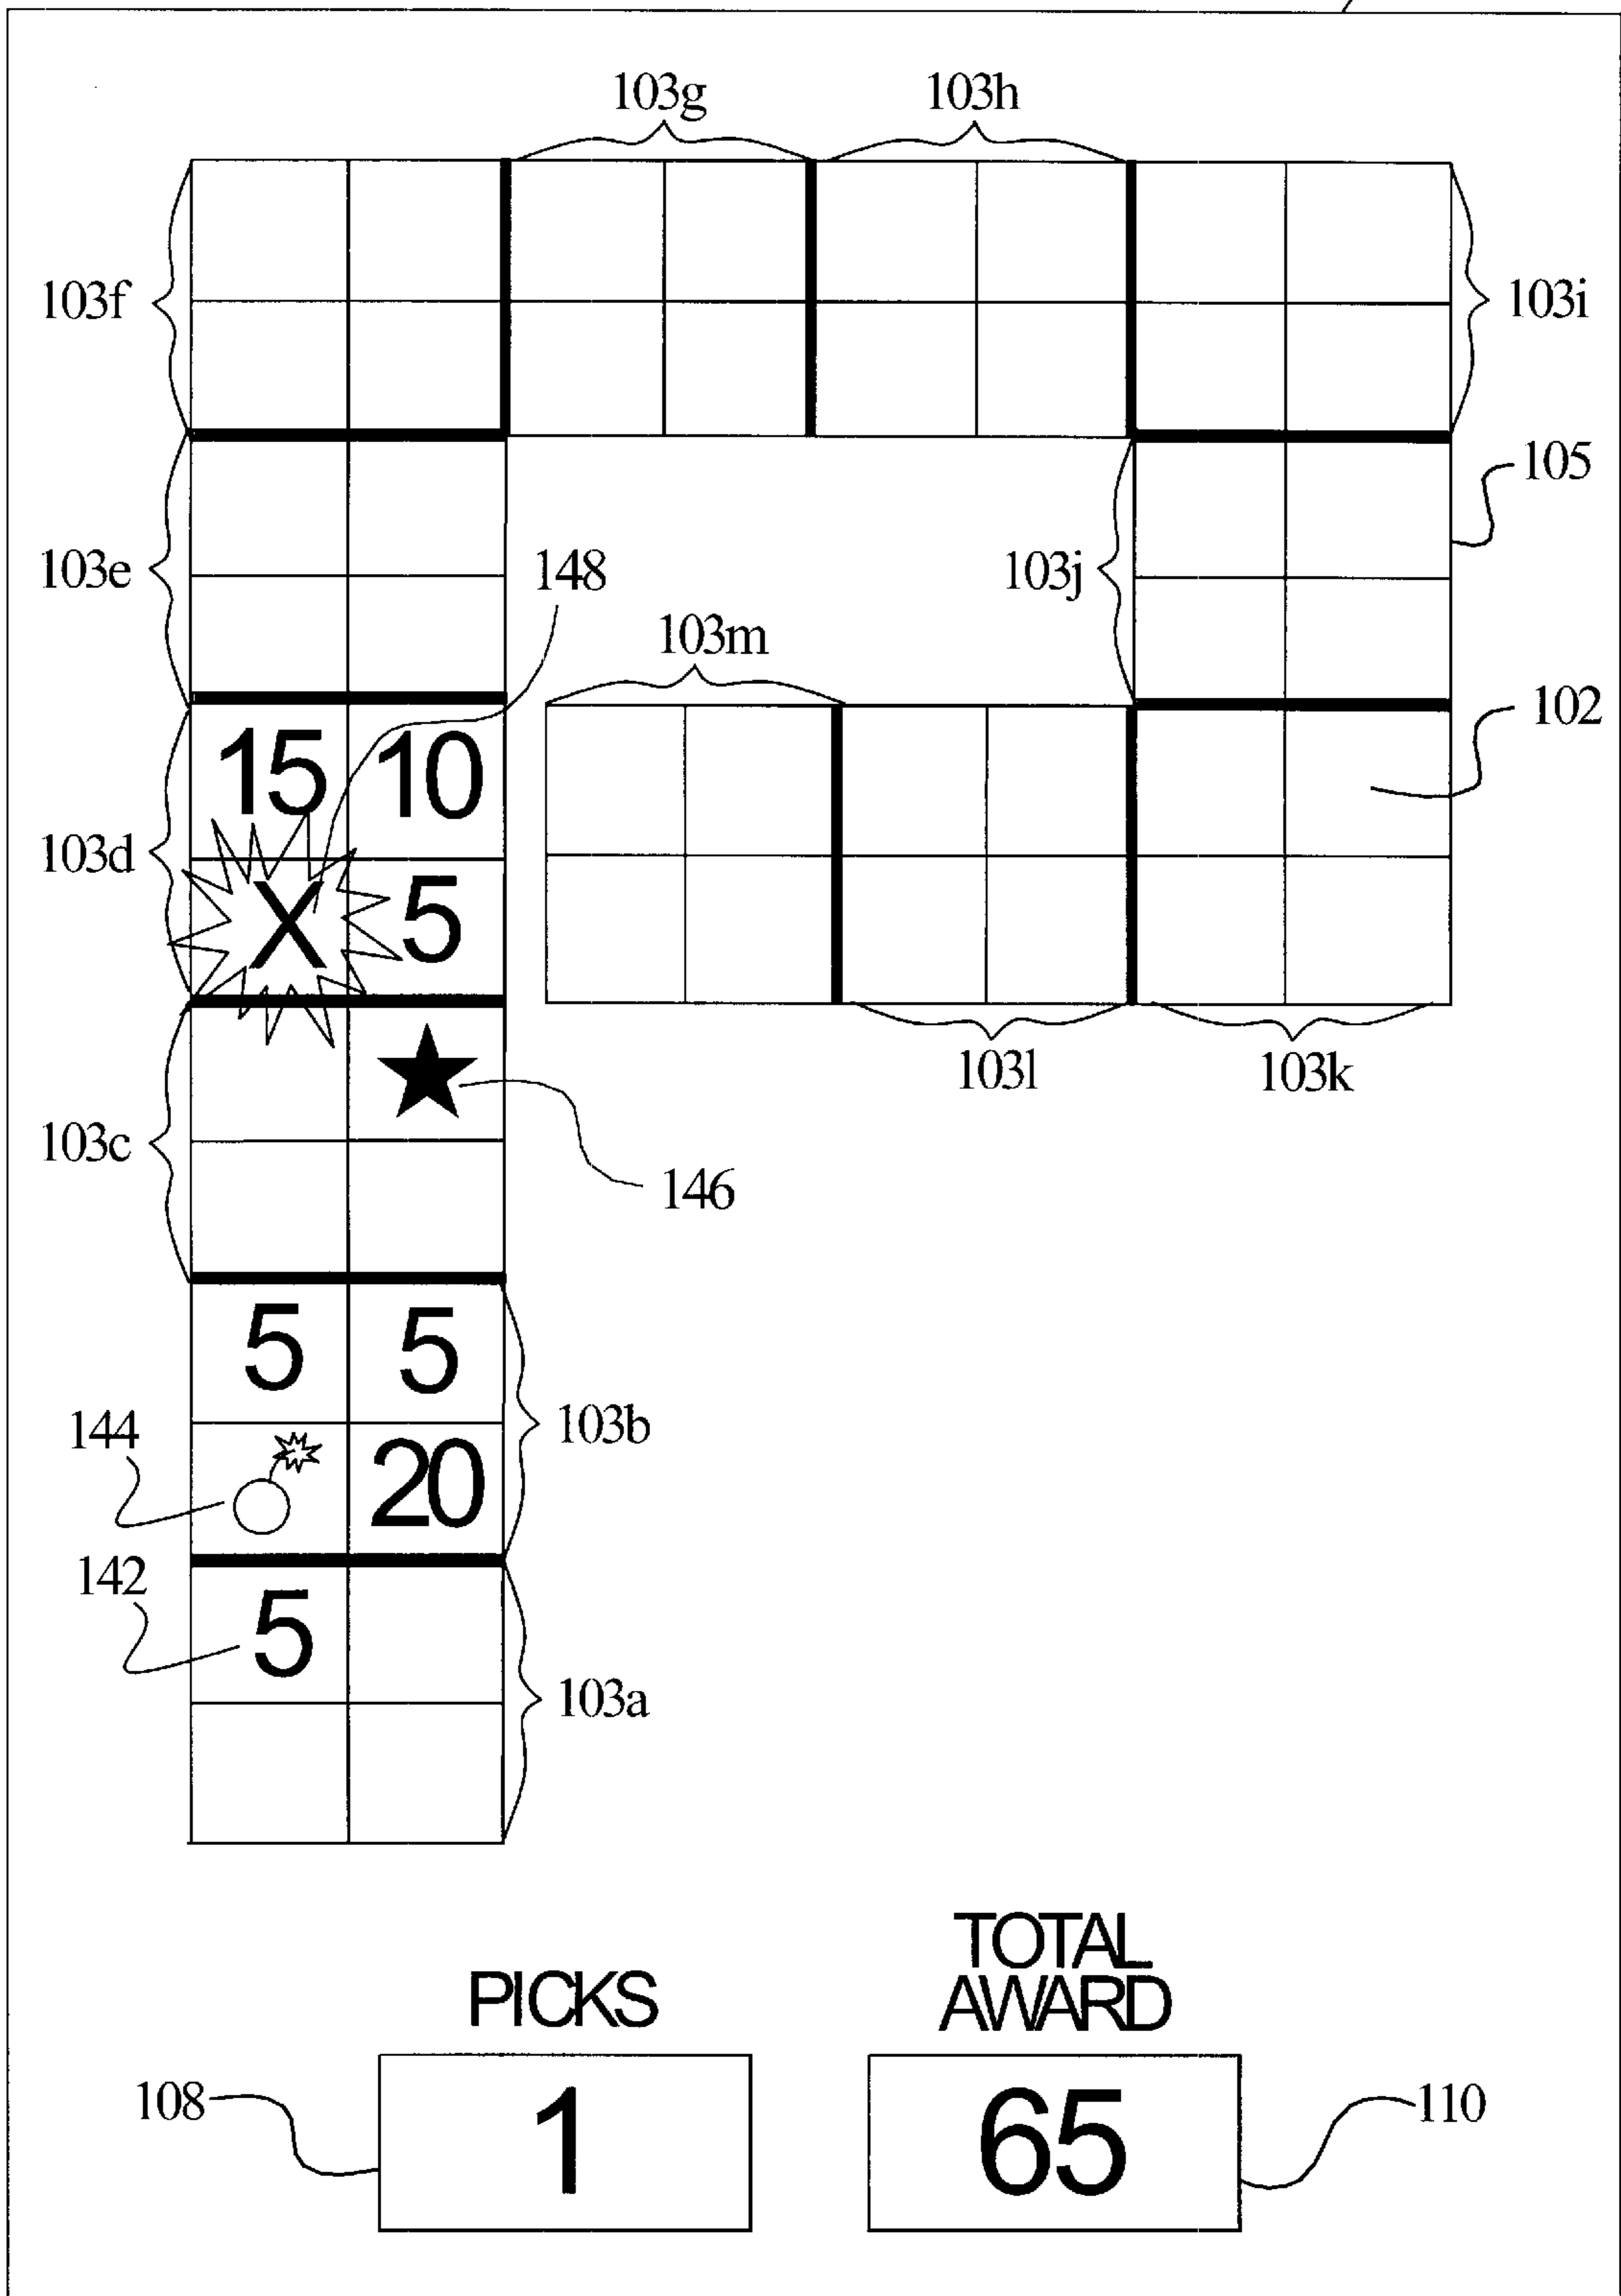 103g 103h
103f 103i
105
103e 148 103j
103m
102
15 10
103d
X 5
103l 103k
103c
146
5 5
144 103b
20
142
5
103a
PICKS TOTAL
AWARD
108 1 65 110